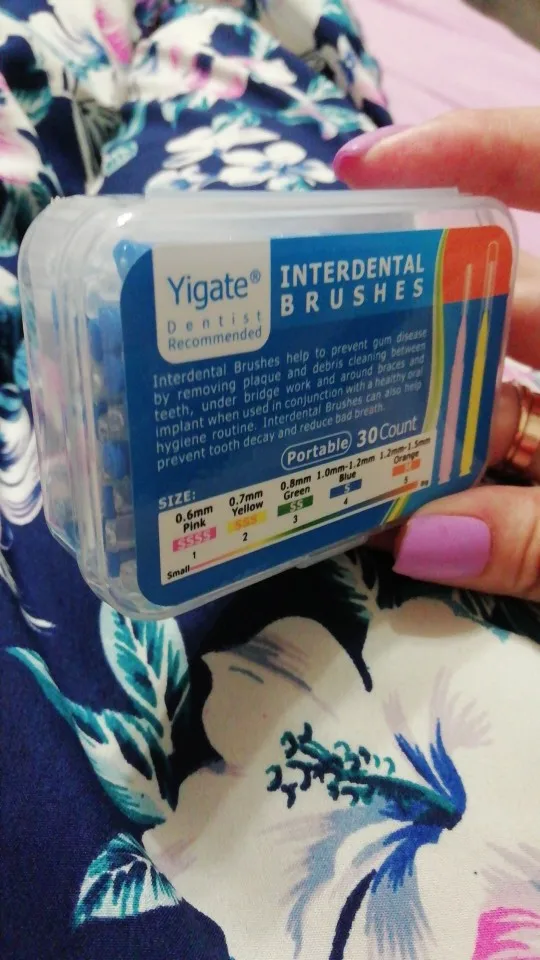 Yigate®
Dentist
Recommended
INTERDENTAL
BRUSHES
Interdental Brushes help to prevent gum disease
by removing plaque and debris cleaning between
teeth, under bridge work and around braces and
implant when used in conjunction with a healthy oral
hygiene routine. Interdental Brushes can also help
prevent tooth decay and reduce bad breath.
Portable 30Count
SIZE:
0.6mm 0.7mm 0.8mm 1.0mm-1.2mm 1.2mm-1.5mm
Pink Yellow Green Blue Orange
SSSS SSS SS S
1 2 3 4 5
Small